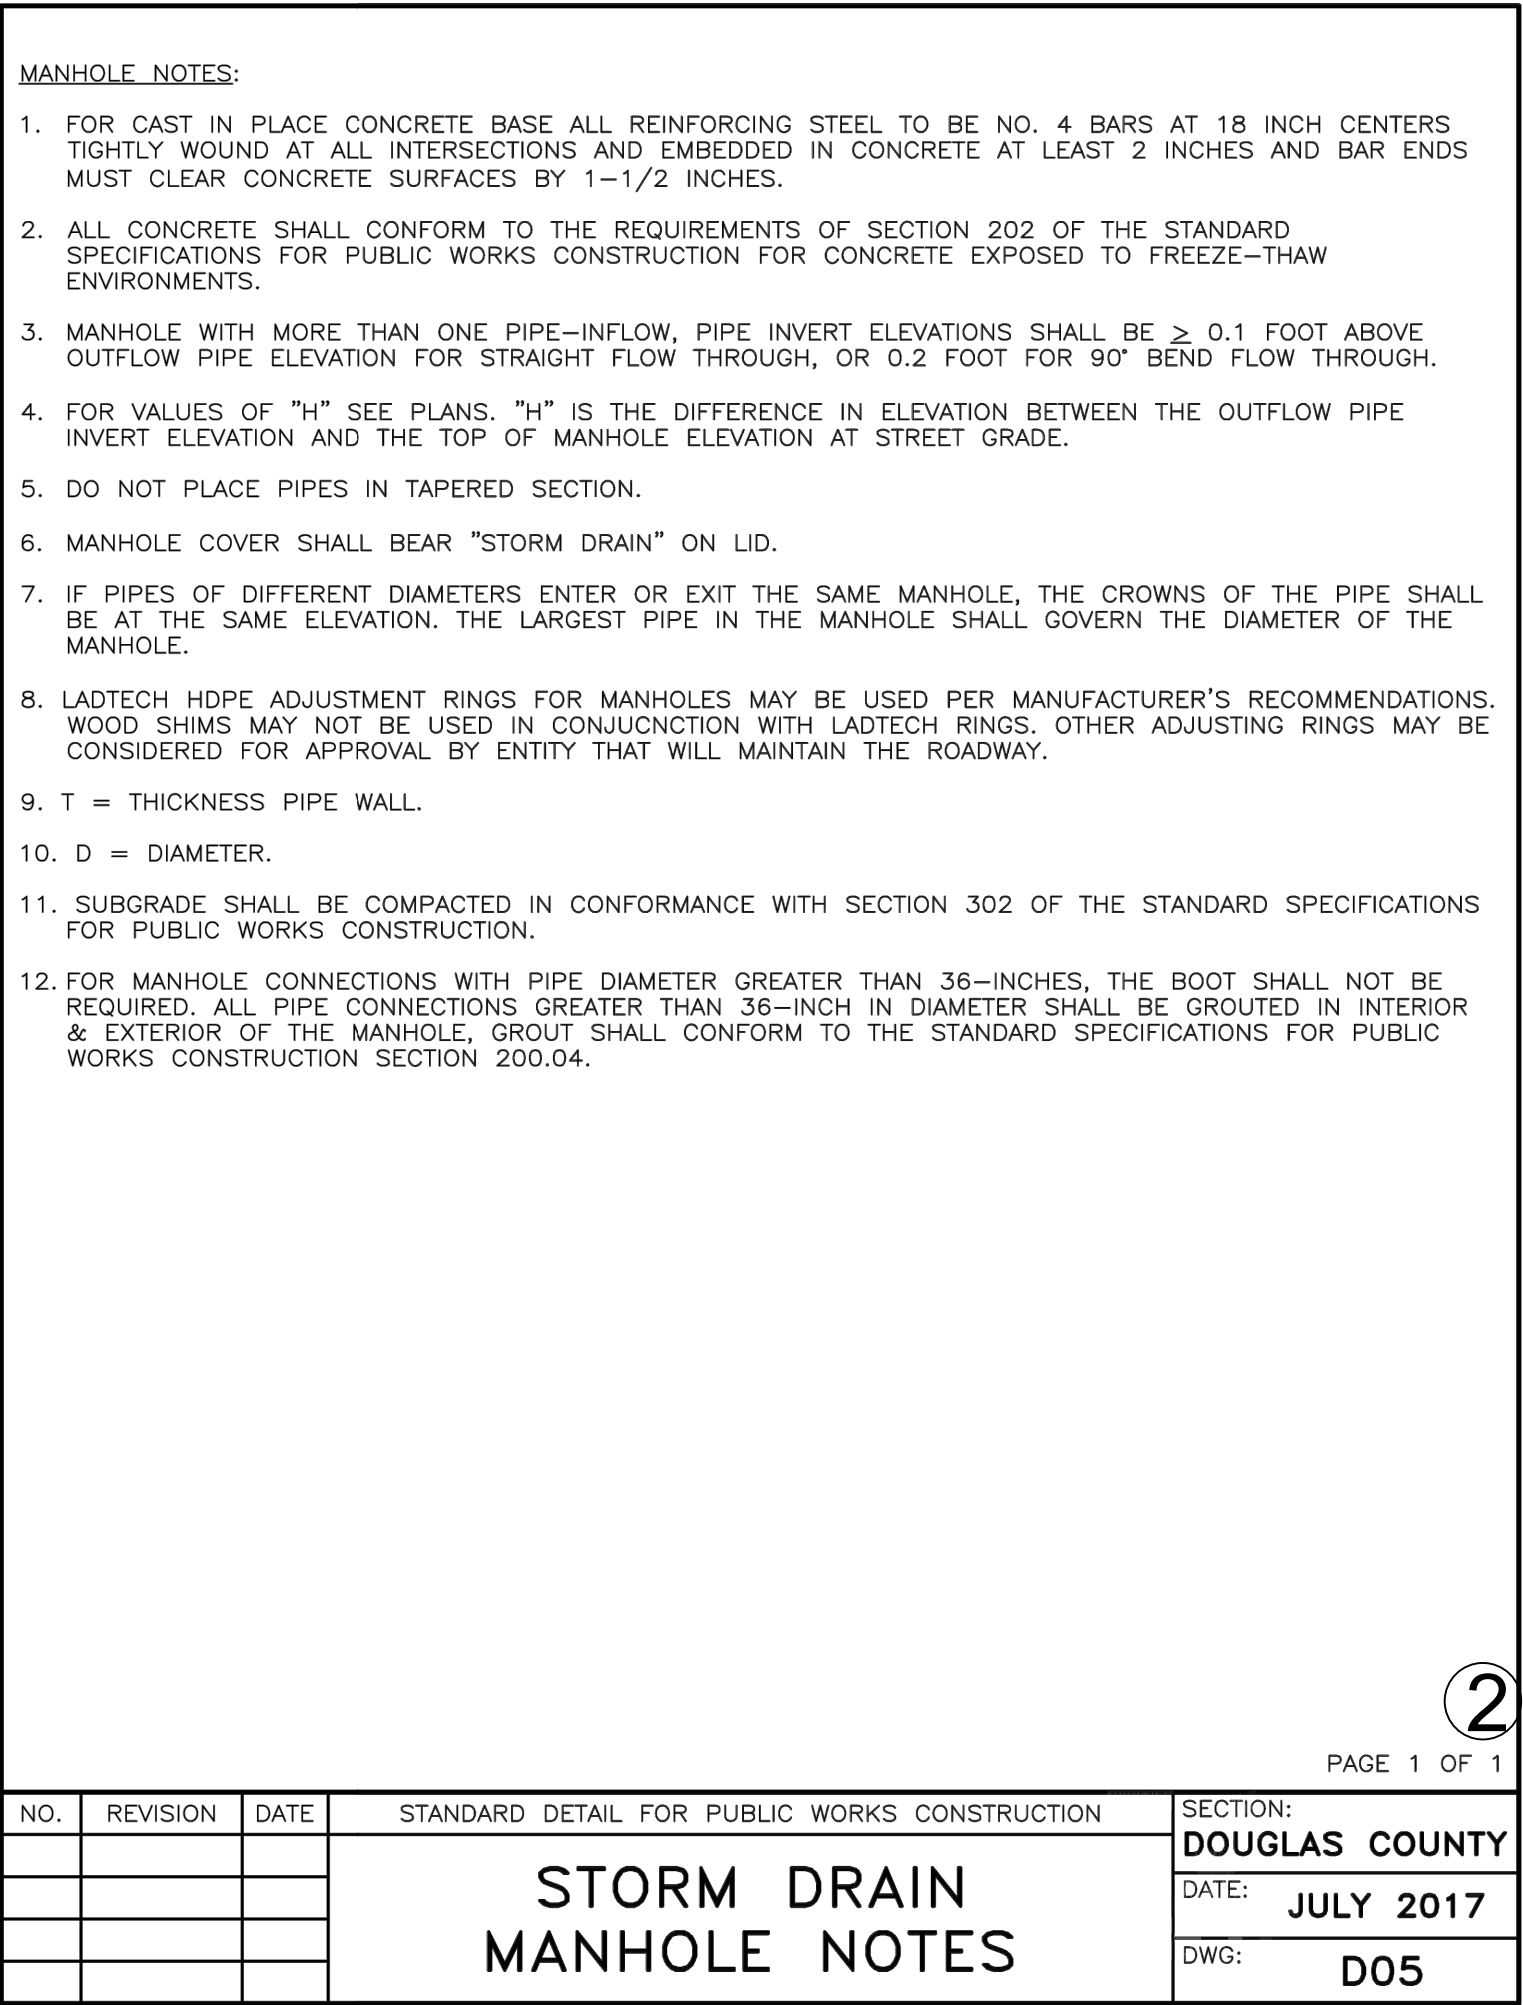 MANHOLE NOTES:
1. FOR CAST IN PLACE CONCRETE BASE ALL REINFORCING STEEL TO BE NO. 4 BARS AT 18 INCH CENTERS
TIGHTLY WOUND AT ALL INTERSECTIONS AND EMBEDDED IN CONCRETE AT LEAST 2 INCHES AND BAR ENDS
MUST CLEAR CONCRETE SURFACES BY 1-1/2 INCHES.
2. ALL CONCRETE SHALL CONFORM TO THE REQUIREMENTS OF SECTION 202 OF THE STANDARD
SPECIFICATIONS FOR PUBLIC WORKS CONSTRUCTION FOR CONCRETE EXPOSED TO FREEZE-THAW
ENVIRONMENTS.
3. MANHOLE WITH MORE THAN ONE PIPE-INFLOW, PIPE INVERT ELEVATIONS SHALL BE ≥ 0.1 FOOT ABOVE
OUTFLOW PIPE ELEVATION FOR STRAIGHT FLOW THROUGH, OR 0.2 FOOT FOR 90° BEND FLOW THROUGH.
4. FOR VALUES OF "H" SEE PLANS. "H" IS THE DIFFERENCE IN ELEVATION BETWEEN THE OUTFLOW PIPE
INVERT ELEVATION AND THE TOP OF MANHOLE ELEVATION AT STREET GRADE.
5. DO NOT PLACE PIPES IN TAPERED SECTION.
6. MANHOLE COVER SHALL BEAR "STORM DRAIN" ON LID.
7. IF PIPES OF DIFFERENT DIAMETERS ENTER OR EXIT THE SAME MANHOLE, THE CROWNS OF THE PIPE SHALL
BE AT THE SAME ELEVATION. THE LARGEST PIPE IN THE MANHOLE SHALL GOVERN THE DIAMETER OF THE
MANHOLE.
8. LADTECH HDPE ADJUSTMENT RINGS FOR MANHOLES MAY BE USED PER MANUFACTURER'S RECOMMENDATIONS.
WOOD SHIMS MAY NOT BE USED IN CONJUCNCTION WITH LADTECH RINGS. OTHER ADJUSTING RINGS MAY BE
CONSIDERED FOR APPROVAL BY ENTITY THAT WILL MAINTAIN THE ROADWAY.
9. T = THICKNESS PIPE WALL.
10. D = DIAMETER.
11. SUBGRADE SHALL BE COMPACTED IN CONFORMANCE WITH SECTION 302 OF THE STANDARD SPECIFICATIONS
FOR PUBLIC WORKS CONSTRUCTION.
12. FOR MANHOLE CONNECTIONS WITH PIPE DIAMETER GREATER THAN 36-INCHES, THE BOOT SHALL NOT BE
REQUIRED. ALL PIPE CONNECTIONS GREATER THAN 36-INCH IN DIAMETER SHALL BE GROUTED IN INTERIOR
& EXTERIOR OF THE MANHOLE, GROUT SHALL CONFORM TO THE STANDARD SPECIFICATIONS FOR PUBLIC
WORKS CONSTRUCTION SECTION 200.04.
2
PAGE 1 OF 1
NO. REVISION DATE
STANDARD DETAIL FOR PUBLIC WORKS CONSTRUCTION
STORM DRAIN
MANHOLE NOTES
SECTION:
DOUGLAS COUNTY
DATE: JULY 2017
DWG: D05